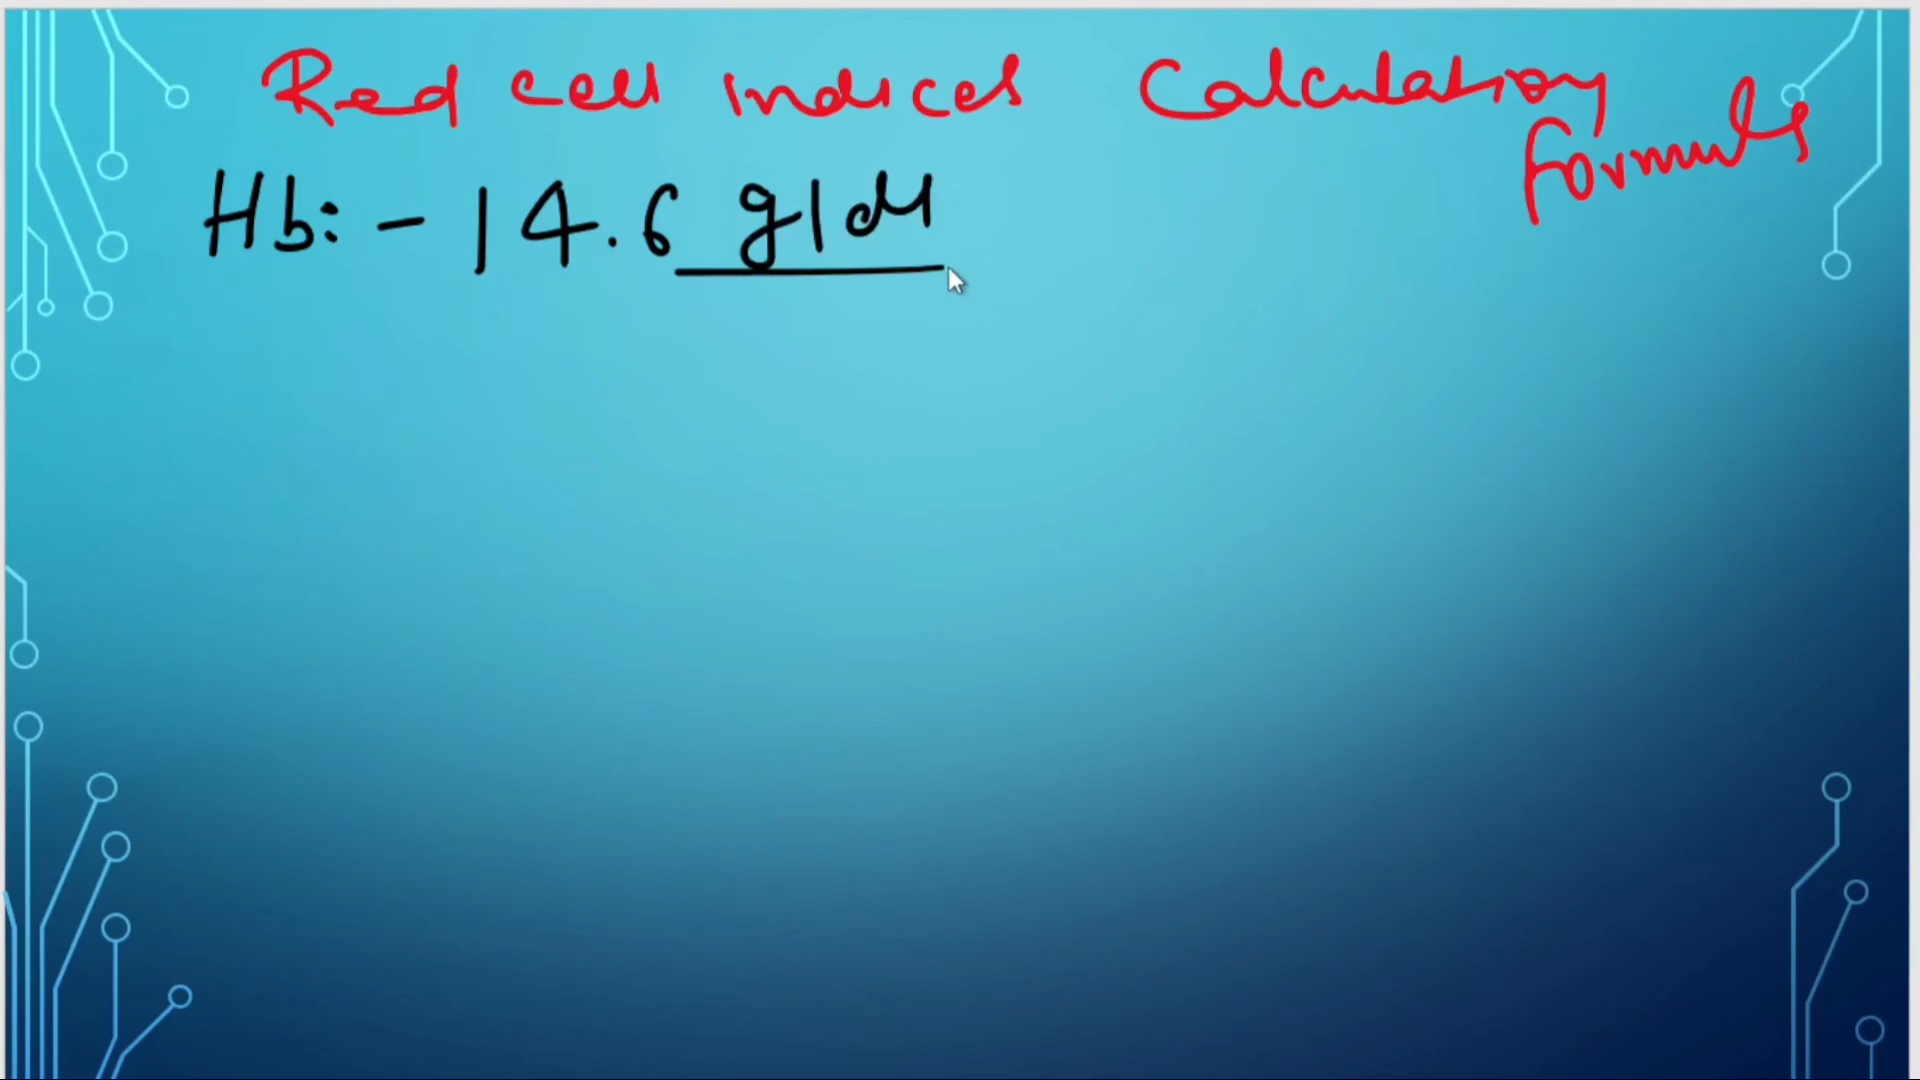 Red cell indices Calculation
formula
Hb:- 14.6 g/dl